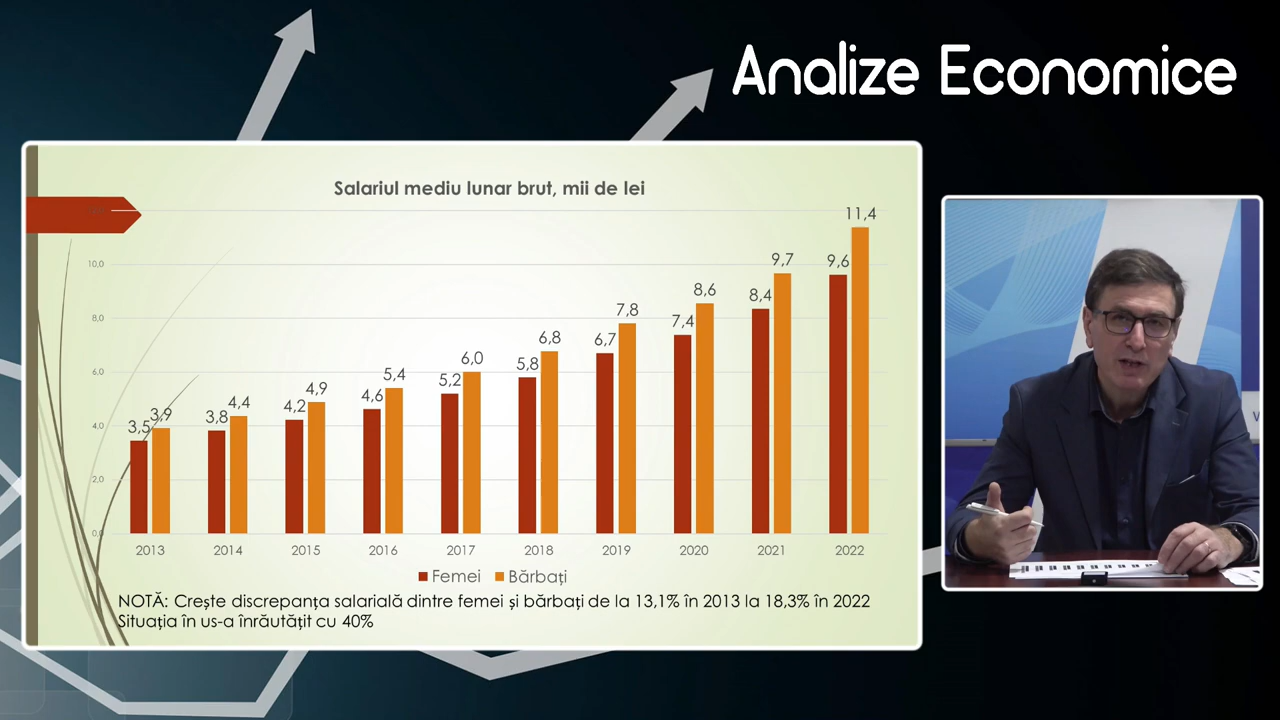 Analize Economice
Salariul mediu lunar brut, mii de lei
10,0
8,0
6,0
4,0
2,0
0,0
3,5 3,9
3,8 4,4
4,2 4,9
4,6 5,4
5,2 6,0
5,8 6,8
6,7 7,8
7,4 8,6
8,4 9,7
9,6 11,4
2013 2014 2015 2016 2017 2018 2019 2020 2021 2022
Femei Bărbați
NOTĂ: Crește discrepanța salarială dintre femei și bărbați de la 13,1% în 2013 la 18,3% în 2022
Situația în us-a înrăutățit cu 40%